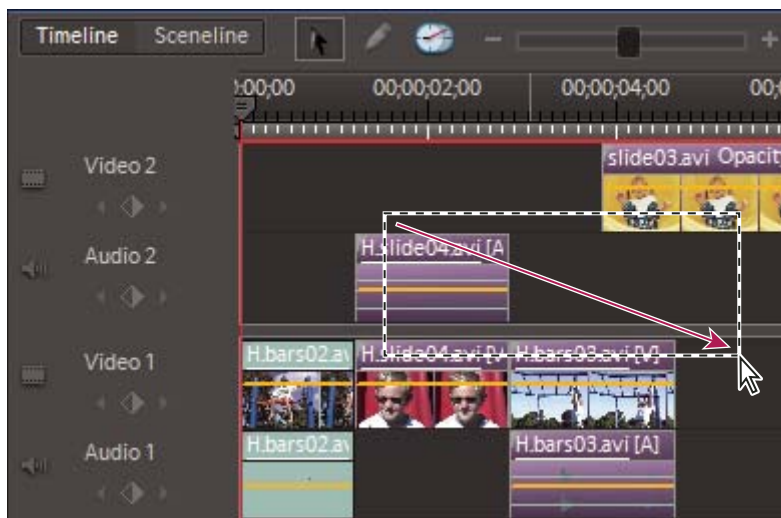 Timeline Sceneline
;00;00 00;00;02;00 00;00;04;00 00;
Video 2
slide03.avi Opacit
Audio 2
H.slide04.avi [A
Video 1
H.bars02.av H.slide04.avi [V H.bars03.avi [V]
Audio 1
H.bars02.av H.bars03.avi [A]